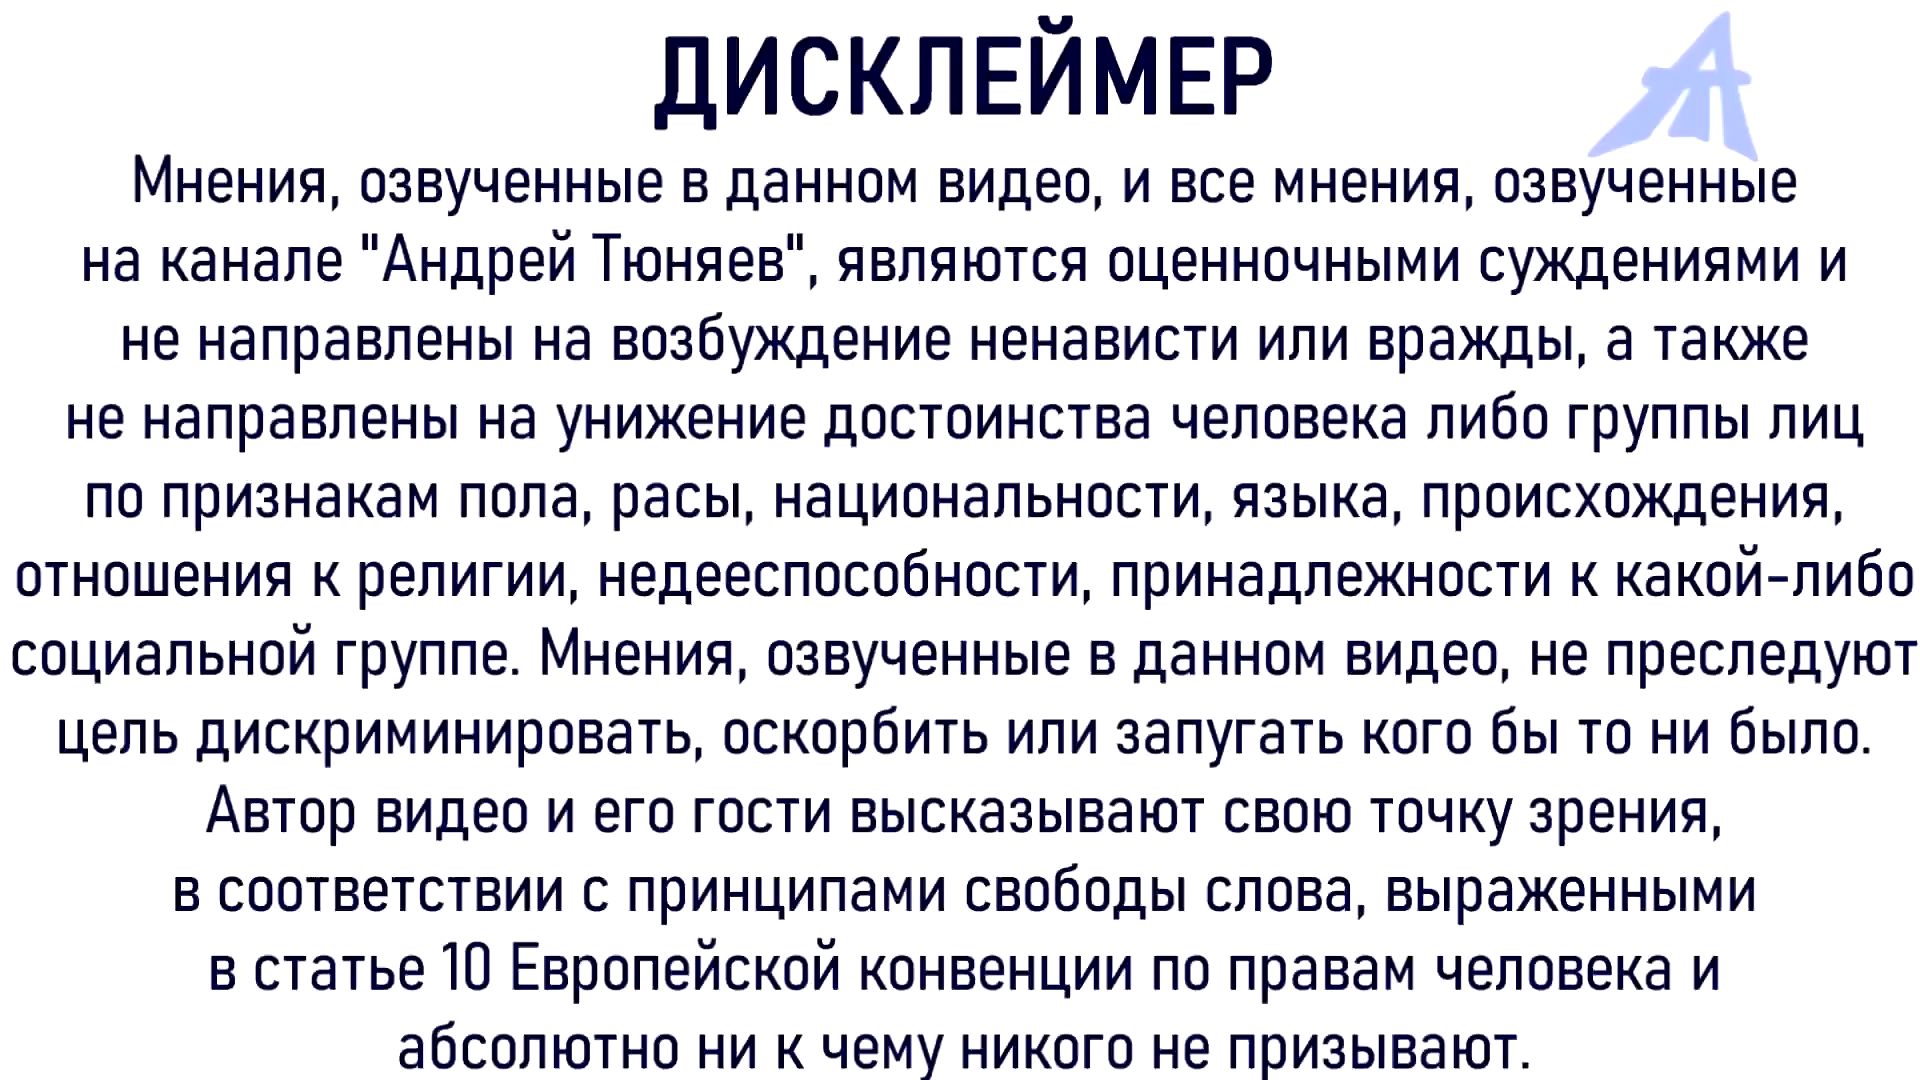 ДИСКЛЕЙМЕР
Мнения, озвученные в данном видео, и все мнения, озвученные
на канале "Андрей Тюняев", являются оценночными суждениями и
не направлены на возбуждение ненависти или вражды, а также
не направлены на унижение достоинства человека либо группы лиц
по признакам пола, расы, национальности, языка, происхождения,
отношения к религии, недееспособности, принадлежности к какой-либо
социальной группе. Мнения, озвученные в данном видео, не преследуют
цель дискриминировать, оскорбить или запугать кого бы то ни было.
Автор видео и его гости высказывают свою точку зрения,
в соответствии с принципами свободы слова, выраженными
в статье 10 Европейской конвенции по правам человека и
абсолютно ни к чему никого не призывают.